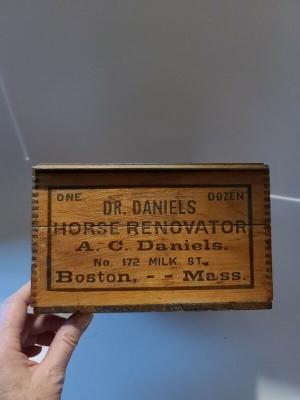 ONE DOZEN
DR. DANIELS
HORSE RENOVATOR
A. C. Daniels.
No. 172 MILK ST.
Boston, - - Mass.